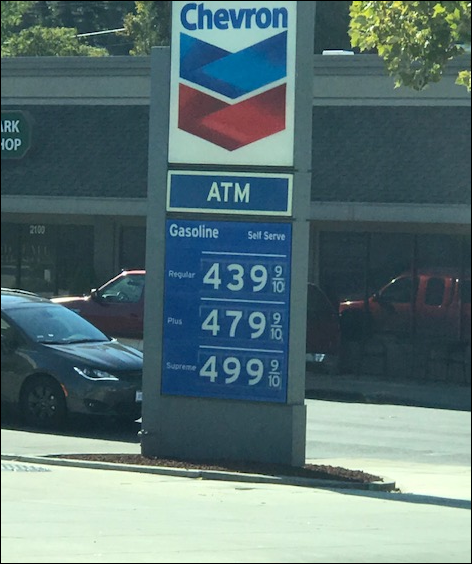 Chevron
ARK
HOP
ATM
2100
Gasoline Self Serve
Regular 439 9/10
Plus 479 9/10
Supreme 499 9/10